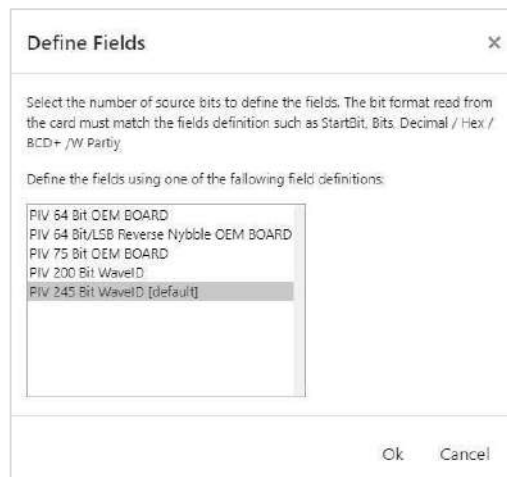 Define Fields
×
Select the number of source bits to define the fields. The bit format read from
the card must match the fields definition such as StartBit, Bits, Decimal / Hex /
BCD+ /W Partiy
Define the fields using one of the fallowing field definitions:
PIV 64 Bit OEM BOARD
PIV 64 Bit/LSB Reverse Nybble OEM BOARD
PIV 75 Bit OEM BOARD
PIV 200 Bit WaveID
PIV 245 Bit WaveID [default]
Ok Cancel